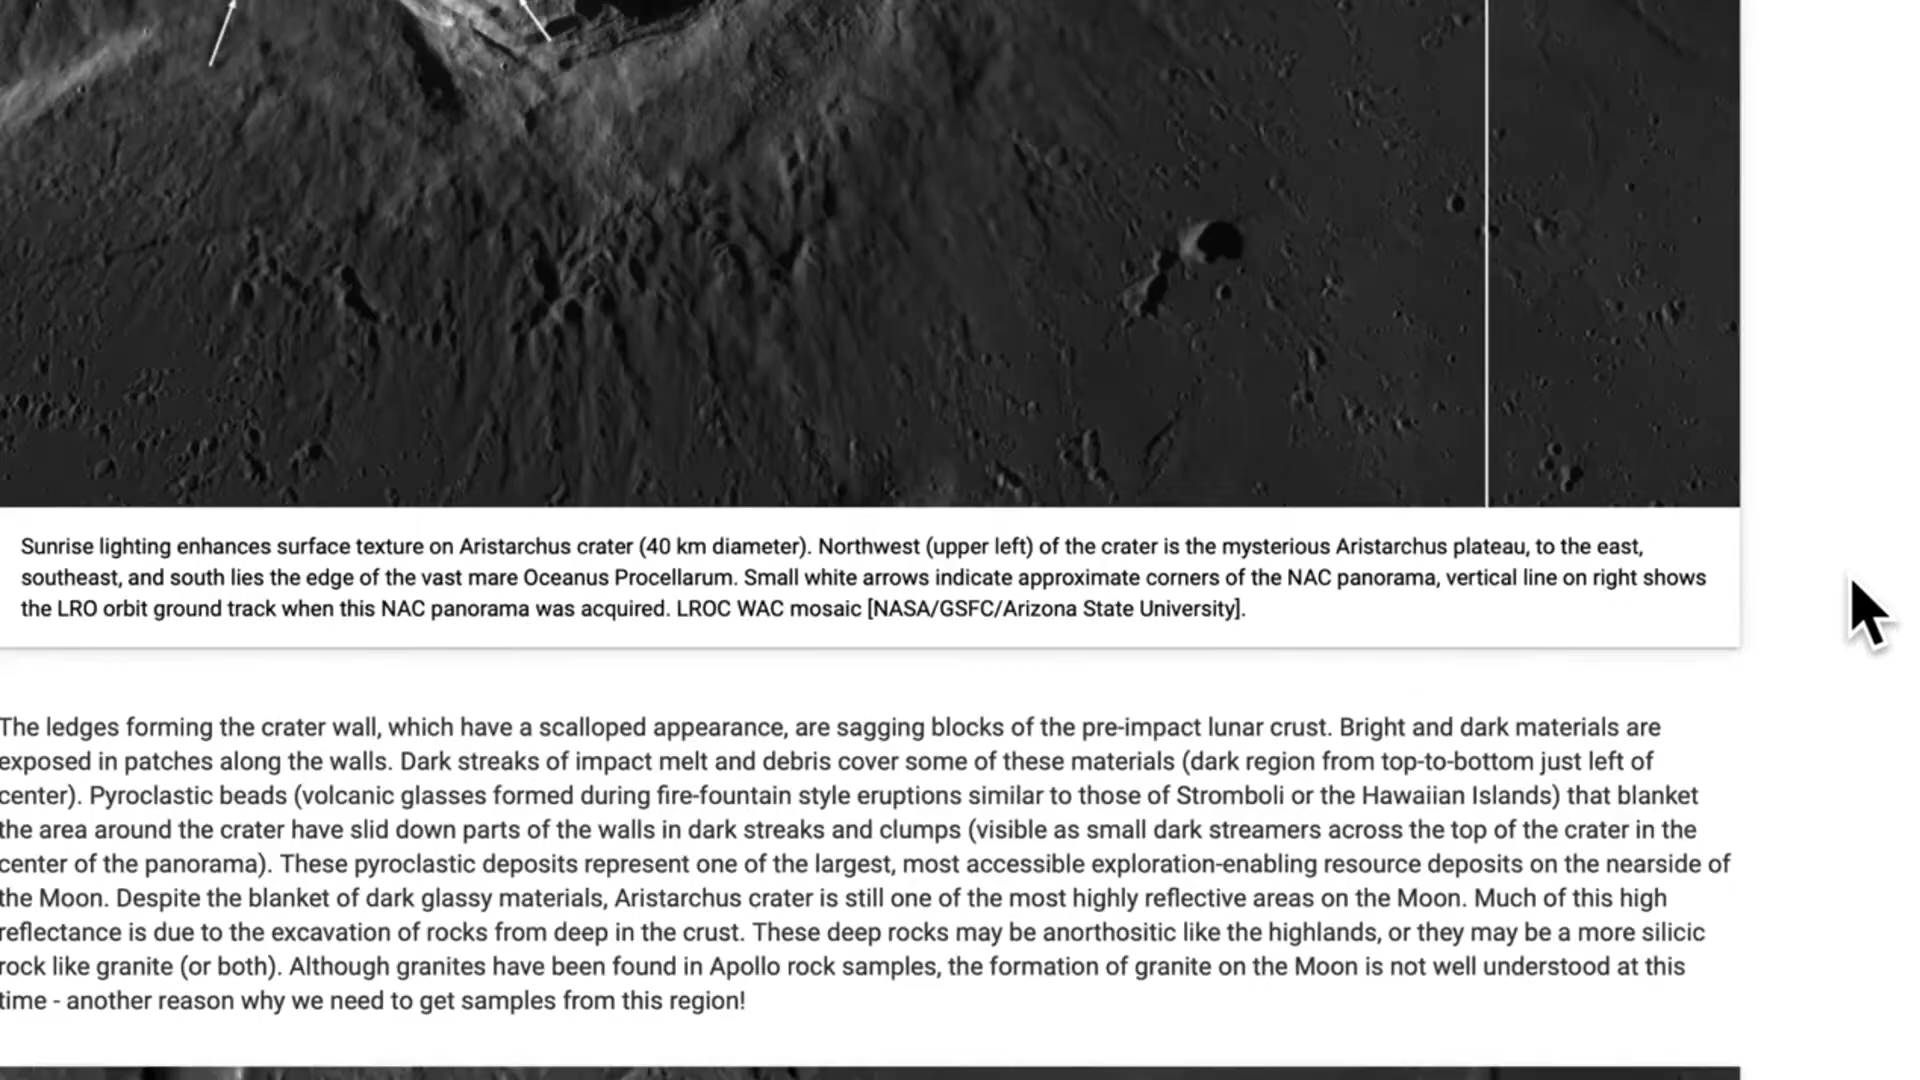 Sunrise lighting enhances surface texture on Aristarchus crater (40 km diameter). Northwest (upper left) of the crater is the mysterious Aristarchus plateau, to the east,
southeast, and south lies the edge of the vast mare Oceanus Procellarum. Small white arrows indicate approximate corners of the NAC panorama, vertical line on right shows
the LRO orbit ground track when this NAC panorama was acquired. LROC WAC mosaic [NASA/GSFC/Arizona State University].
The ledges forming the crater wall, which have a scalloped appearance, are sagging blocks of the pre-impact lunar crust. Bright and dark materials are
exposed in patches along the walls. Dark streaks of impact melt and debris cover some of these materials (dark region from top-to-bottom just left of
center). Pyroclastic beads (volcanic glasses formed during fire-fountain style eruptions similar to those of Stromboli or the Hawaiian Islands) that blanket
the area around the crater have slid down parts of the walls in dark streaks and clumps (visible as small dark streamers across the top of the crater in the
center of the panorama). These pyroclastic deposits represent one of the largest, most accessible exploration-enabling resource deposits on the nearside of
the Moon. Despite the blanket of dark glassy materials, Aristarchus crater is still one of the most highly reflective areas on the Moon. Much of this high
reflectance is due to the excavation of rocks from deep in the crust. These deep rocks may be anorthositic like the highlands, or they may be a more silicic
rock like granite (or both). Although granites have been found in Apollo rock samples, the formation of granite on the Moon is not well understood at this
time - another reason why we need to get samples from this region!